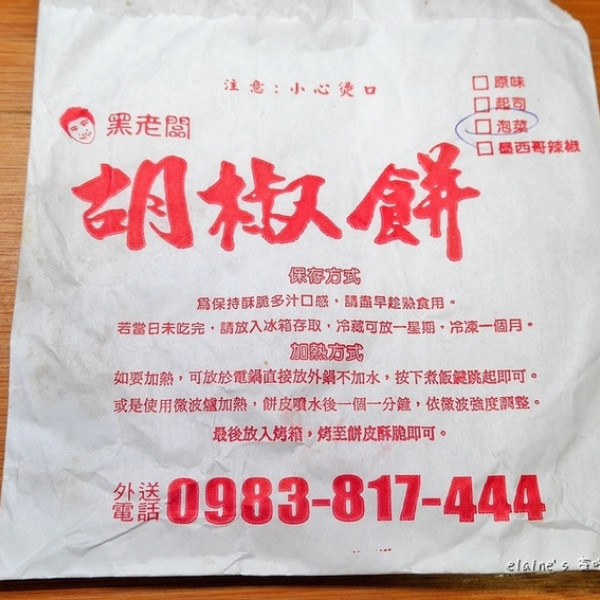 注意:小心燙口
□原味
□起司
□泡菜
□墨西哥辣椒
黑老闆
胡椒餅
保存方式
為保持酥脆多汁口感,請盡早趁熱食用。
若當日未吃完,請放入冰箱存取,冷藏可放一星期,冷凍一個月。
加熱方式
如要加熱,可放於電鍋直接放外鍋不加水,按下煮飯鍵跳起即可。
或是使用微波爐加熱,餅皮噴水後一個一分鐘,依微波強度調整。
最後放入烤箱,烤至餅皮酥脆即可。
外送電話 0983-817-444
elaine's